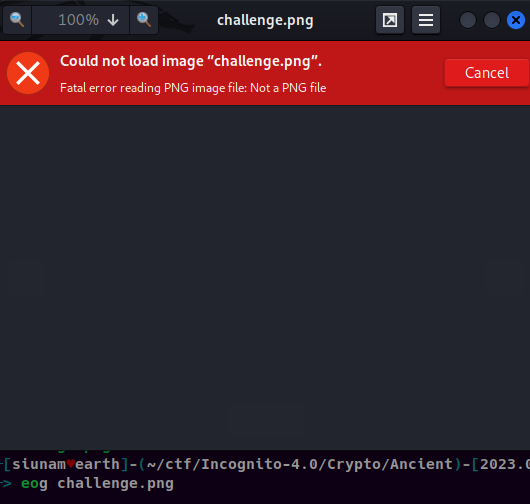 100%
challenge.png
Could not load image “challenge.png”.
Fatal error reading PNG image file: Not a PNG file
Cancel
[siunam♥earth]-(~/ctf/Incognito-4.0/Crypto/Ancient)-[2023.0
> eog challenge.png